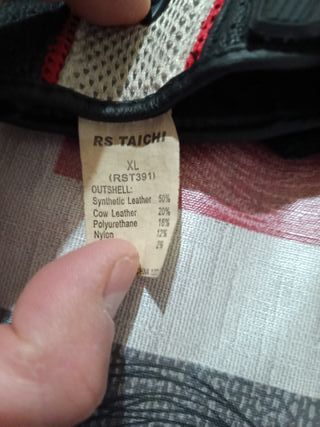 RS TAICHI
XL
(RST391)
OUTSHELL:
Synthetic Leather 50%
Cow Leather 20%
Polyurethane 16%
Nylon 12%